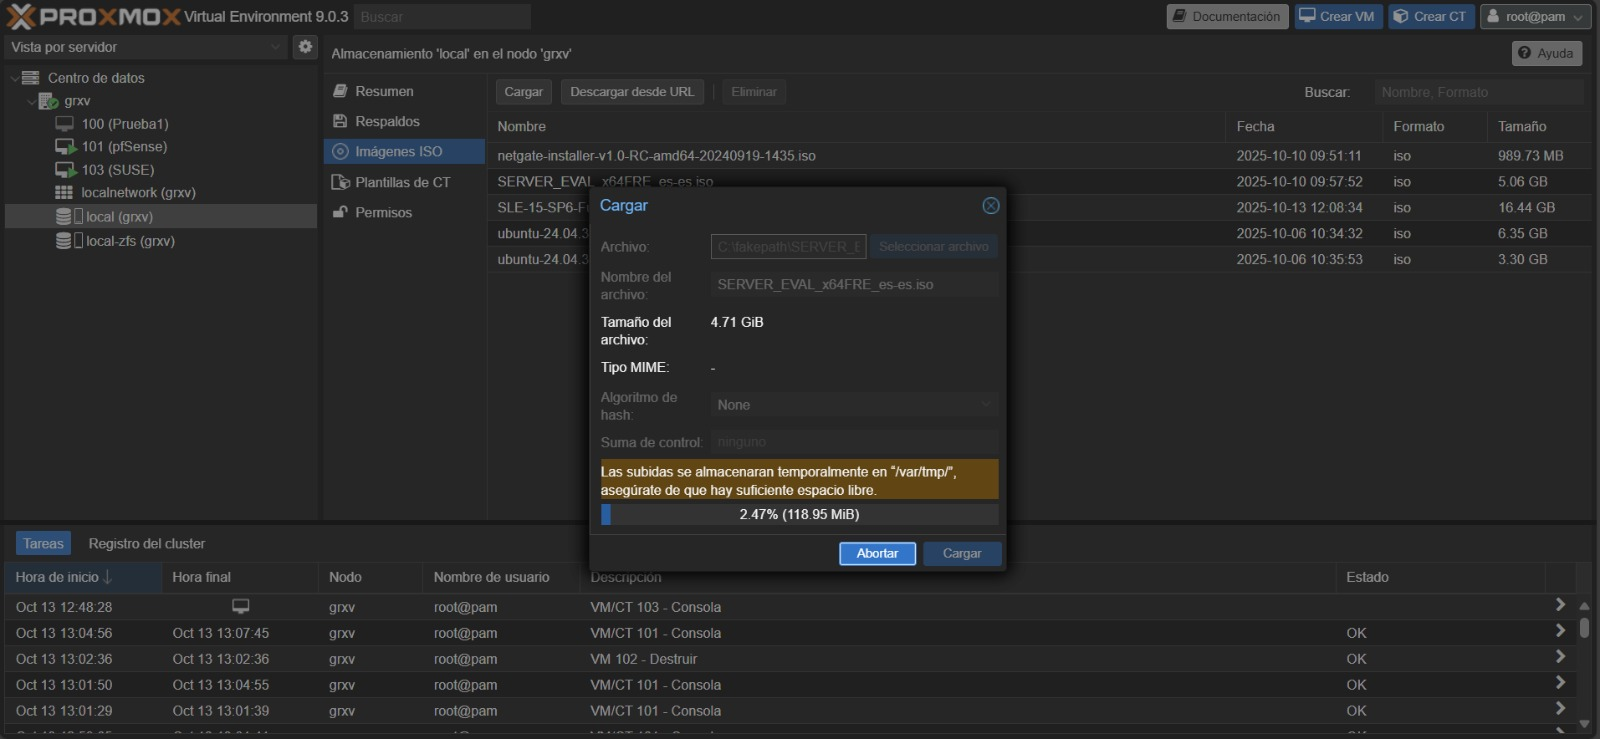 PROXMOX Virtual Environment 9.0.3 Buscar Documentación Crear VM Crear CT root@pam
Vista por servidor
Almacenamiento 'local' en el nodo 'grxv' Ayuda
Centro de datos
grxv
100 (Prueba1)
101 (pfSense)
103 (SUSE)
localnetwork (grxv)
local (grxv)
local-zfs (grxv)
Resumen
Respaldos
Imágenes ISO
Plantillas de CT
Permisos
Cargar Descargar desde URL Eliminar Buscar: Nombre, Formato
Nombre Fecha Formato Tamaño
netgate-installer-v1.0-RC-amd64-20240919-1435.iso 2025-10-10 09:51:11 iso 989.73 MB
SERVER_EVAL_x64FRE_es-es.iso 2025-10-10 09:57:52 iso 5.06 GB
SLE-15-SP6-F 2025-10-13 12:08:34 iso 16.44 GB
ubuntu-24.04.3 2025-10-06 10:34:32 iso 6.35 GB
ubuntu-24.04.3 2025-10-06 10:35:53 iso 3.30 GB
Cargar
Archivo: C:\fakepath\SERVER_E Seleccionar archivo
Nombre del
archivo:
SERVER_EVAL_x64FRE_es-es.iso
Tamaño del
archivo:
4.71 GiB
Tipo MIME: -
Algoritmo de
hash:
None
Suma de control: ninguno
Las subidas se almacenaran temporalmente en “/var/tmp/”,
asegúrate de que hay suficiente espacio libre.
2.47% (118.95 MiB)
Abortar Cargar
Tareas Registro del cluster
Hora de inicio Hora final Nodo Nombre de usuario Descripción Estado
Oct 13 12:48:28 grxv root@pam VM/CT 103 - Consola
Oct 13 13:04:56 Oct 13 13:07:45 grxv root@pam VM/CT 101 - Consola OK
Oct 13 13:02:36 Oct 13 13:02:36 grxv root@pam VM 102 - Destruir OK
Oct 13 13:01:50 Oct 13 13:04:55 grxv root@pam VM/CT 101 - Consola OK
Oct 13 13:01:29 Oct 13 13:01:39 grxv root@pam VM/CT 101 - Consola OK